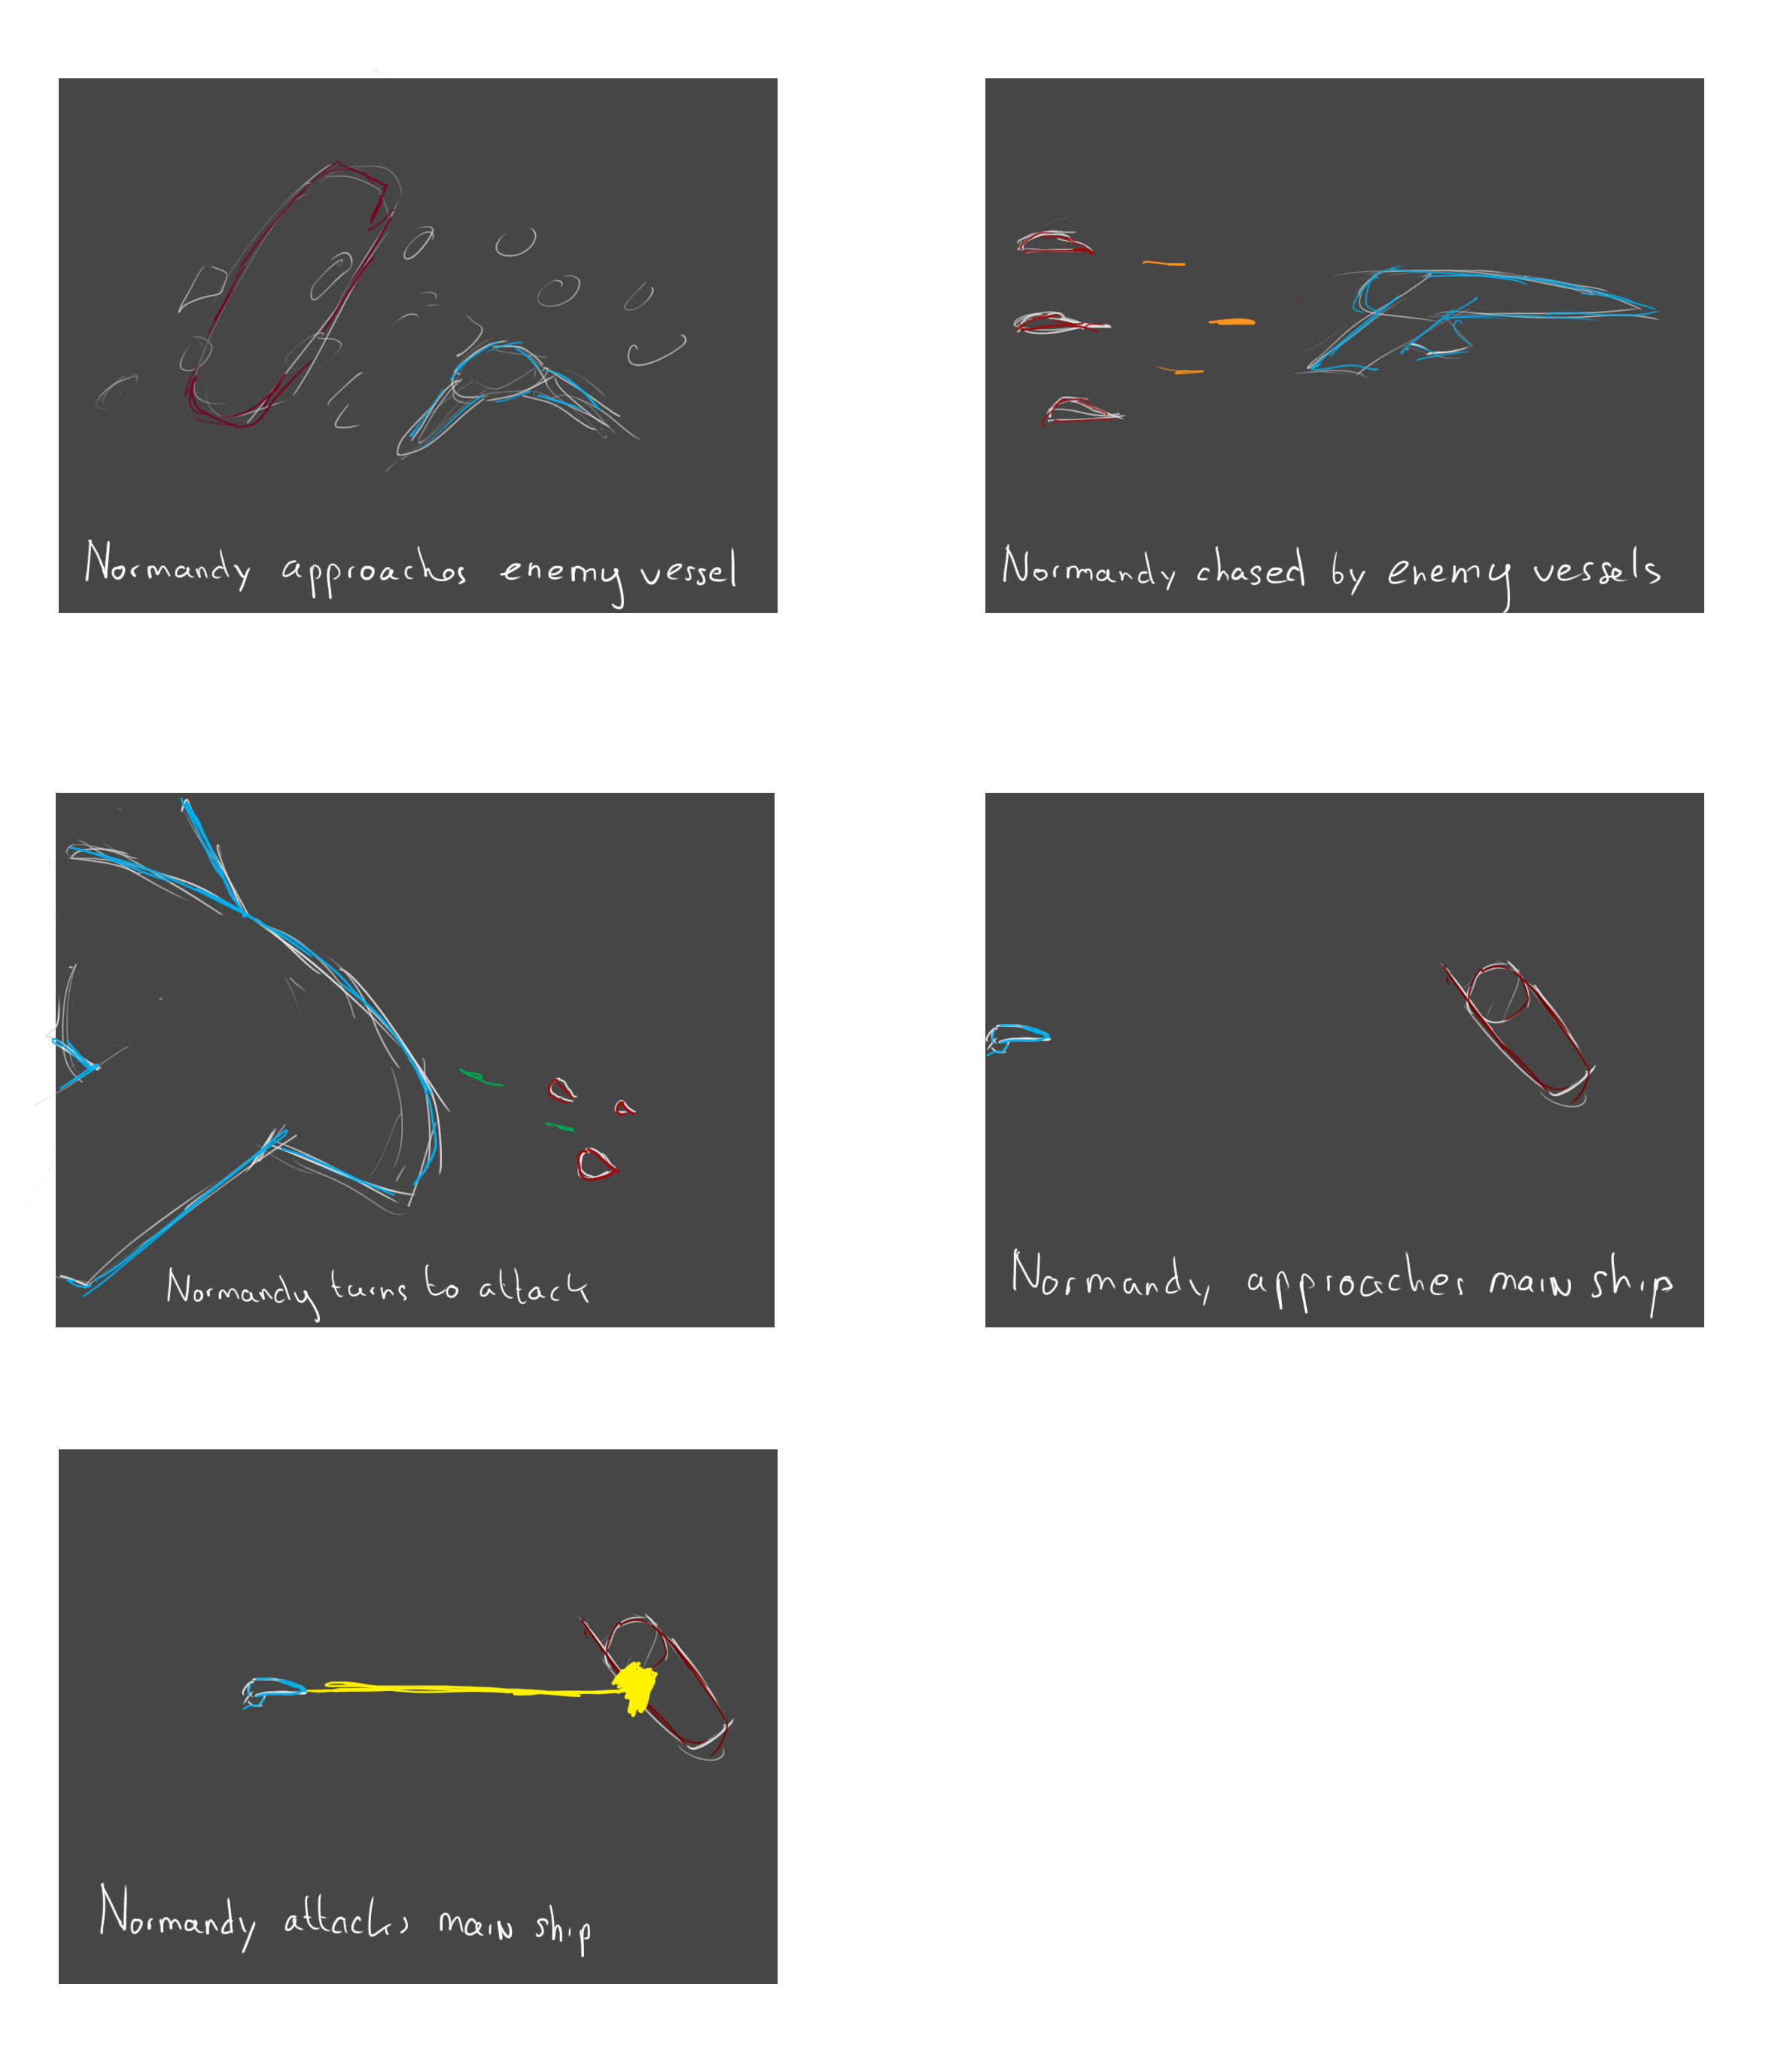 Normandy approaches enemy vessel
Normandy chased by enemy vessels
Normandy turns to attack
Normandy approaches main ship
Normandy attacks main ship